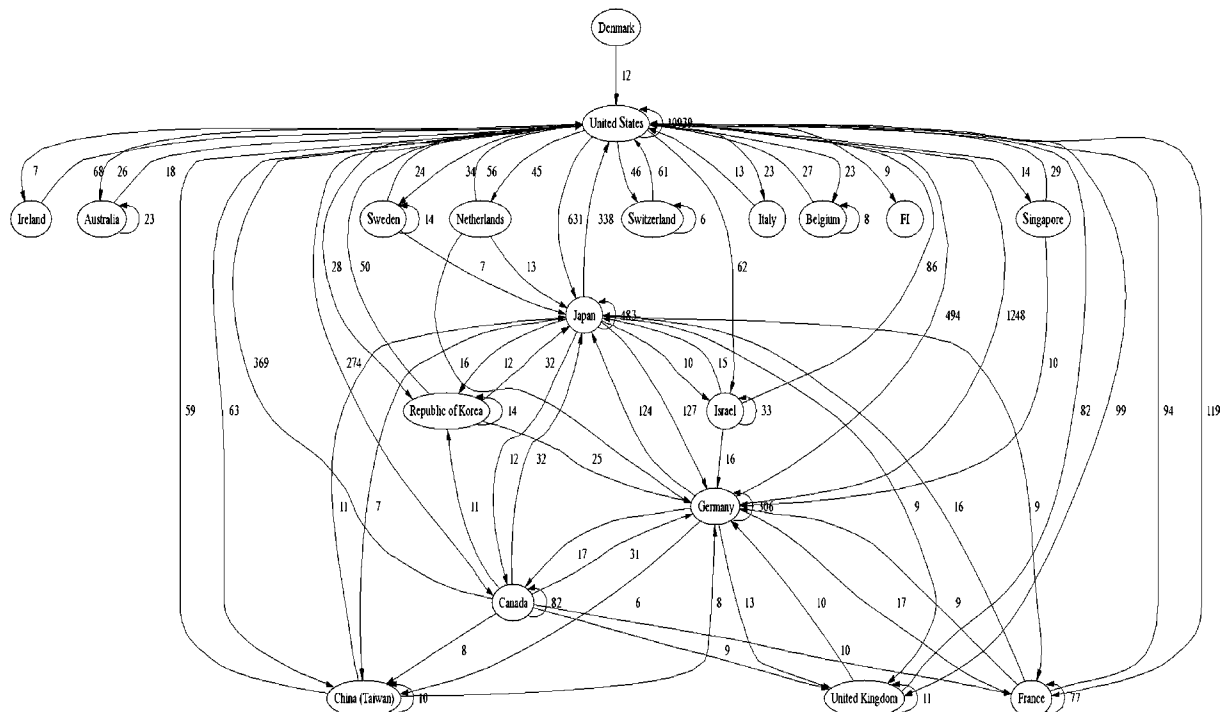 Denmark
12
United States 10939
7 68 26 18 24 34 56 45 46 61 13 23 27 23 9 14 29
Ireland Australia 23 Sweden 14 Netherlands 631 338 Switzerland 6 Italy Belgium 8 FI Singapore
28 50 7 13 62 86
Japan 483 494 1248
369 274 16 12 32 10 15 10
59 63 Republic of Korea 14 124 127 Israel 33 82 99 94 119
12 32 25 16
11 7 11 Germany 306 9 16 9
17 31
Canada 82 6 8 13 10 17 9
8 9 10
China (Taiwan) 10 United Kingdom 11 France 77